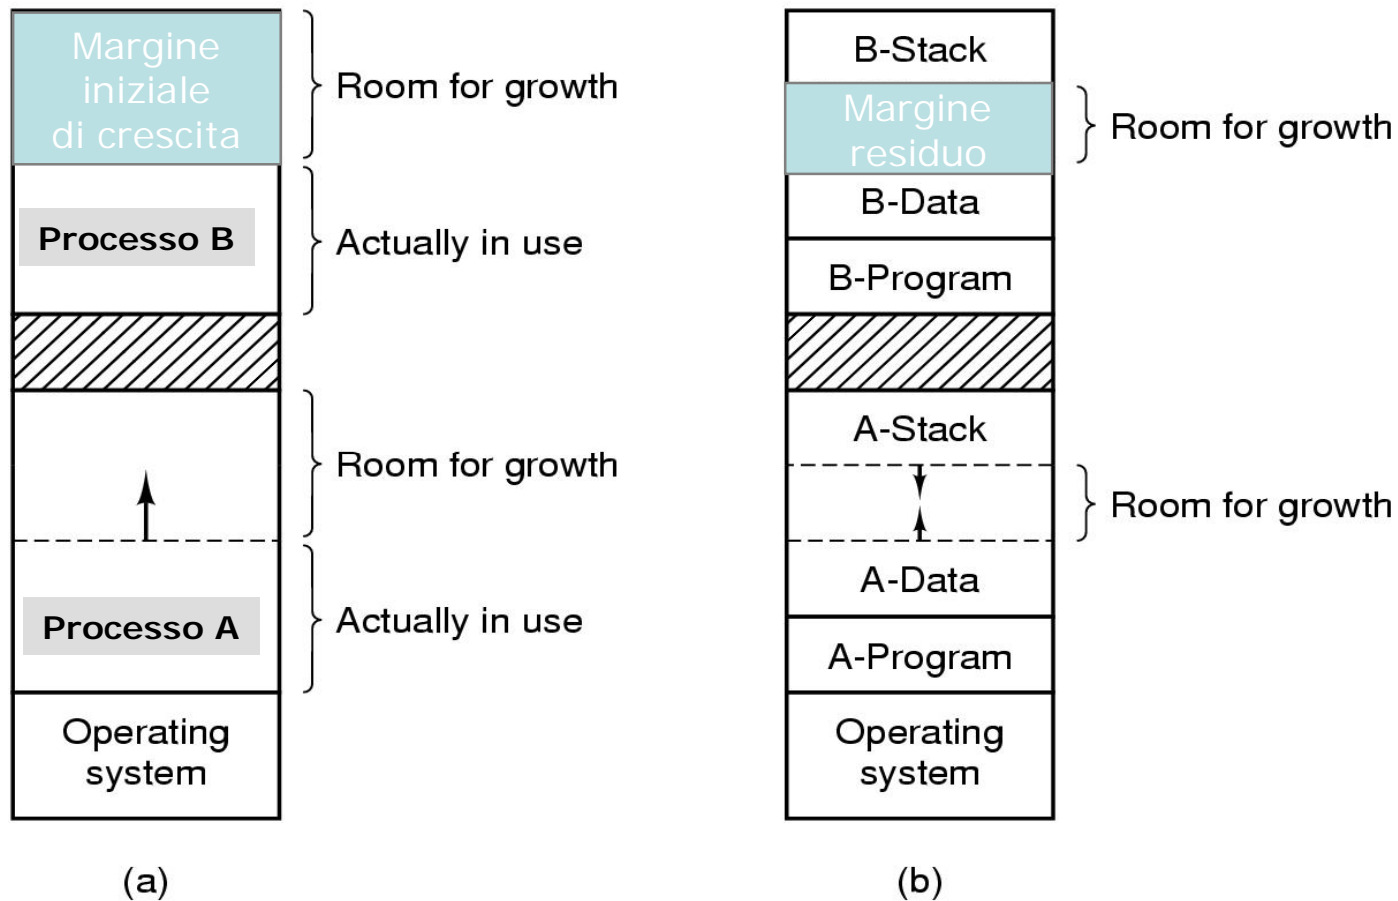 Margine
iniziale
di crescita
Room for growth
Processo B
Actually in use
Room for growth
Processo A
Actually in use
Operating
system
(a)
B-Stack
Margine
residuo
Room for growth
B-Data
B-Program
A-Stack
Room for growth
A-Data
A-Program
Operating
system
(b)